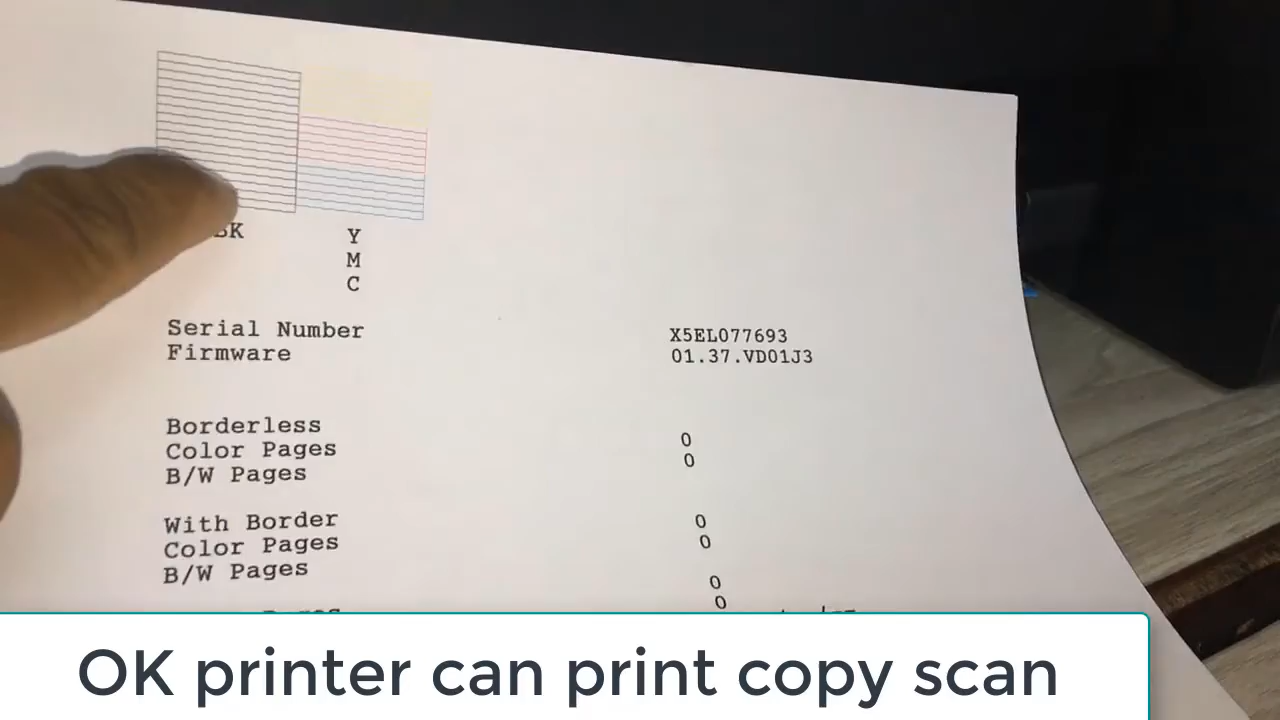 BK Y
M
C
Serial Number X5EL077693
Firmware 01.37.VD01J3
Borderless
Color Pages 0
B/W Pages 0
With Border
Color Pages 0
B/W Pages 0
0
0
OK printer can print copy scan